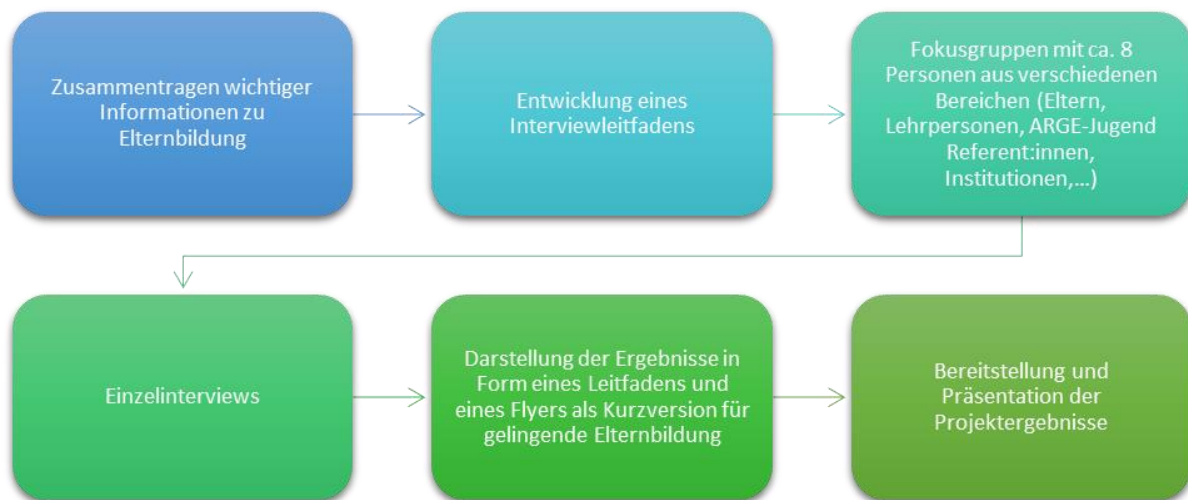 Zusammentragen wichtiger
Informationen zu
Elternbildung
Entwicklung eines
Interviewleitfadens
Fokusgruppen mit ca. 8
Personen aus verschiedenen
Bereichen (Eltern,
Lehrpersonen, ARGE-Jugend
Referent:innen,
Institutionen,...)
Einzelinterviews
Darstellung der Ergebnisse in
Form eines Leitfadens und
eines Flyers als Kurzversion für
gelingende Elternbildung
Bereitstellung und
Präsentation der
Projektergebnisse